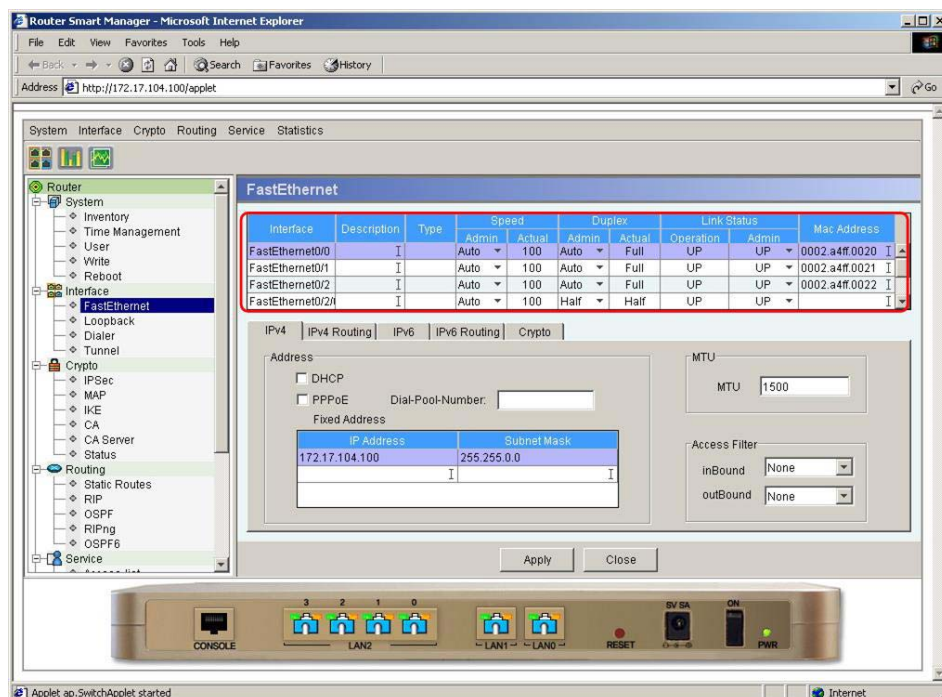 Router Smart Manager - Microsoft Internet Explorer
File Edit View Favorites Tools Help
Back Search Favorites History
Address http://172.17.104.100/applet Go
System Interface Crypto Routing Service Statistics
Router
System
Inventory
Time Management
User
Write
Reboot
Interface
FastEthernet
Loopback
Dialer
Tunnel
Crypto
IPSec
MAP
IKE
CA
CA Server
Status
Routing
Static Routes
RIP
OSPF
RIPng
OSPF6
Service
FastEthernet
Interface Description Type Speed Duplex Link Status Mac Address
Admin Actual Admin Actual Operation Admin
FastEthernet0/0 Auto 100 Auto Full UP UP 0002.a4ff.0020
FastEthernet0/1 Auto 100 Auto Full UP UP 0002.a4ff.0021
FastEthernet0/2 Auto 100 Auto Full UP UP 0002.a4ff.0022
FastEthernet0/2/ Auto 100 Half Half UP UP
IPv4 IPv4 Routing IPv6 IPv6 Routing Crypto
Address
DHCP
PPPoE Dial-Pool-Number:
Fixed Address
IP Address Subnet Mask
172.17.104.100 255.255.0.0
MTU
MTU 1500
Access Filter
inBound None
outBound None
Apply Close
3 2 1 0
CONSOLE LAN2 LAN1 LAN0 RESET 5V 5A ON PWR
Applet ap.SwitchApplet started Internet